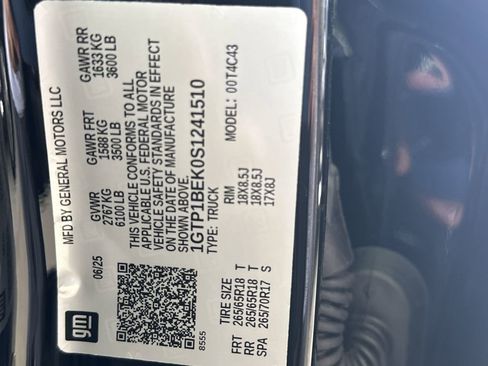 MFD BY GENERAL MOTORS LLC
GVWR GAWR FRT GAWR RR
2767 KG 1588 KG 1633 KG
6100 LB 3500 LB 3600 LB
THIS VEHICLE CONFORMS TO ALL
APPLICABLE U.S. FEDERAL MOTOR
VEHICLE SAFETY STANDARDS IN EFFECT
ON THE DATE OF MANUFACTURE
SHOWN ABOVE.
1GTP1BEK0S1241510
TYPE: TRUCK MODEL: 00T4C43
06/25
gm
8555
TIRE SIZE RIM
FRT 265/65R18 T 18X8.5J
RR 265/65R18 T 18X8.5J
SPA 265/70R17 S 17X8J